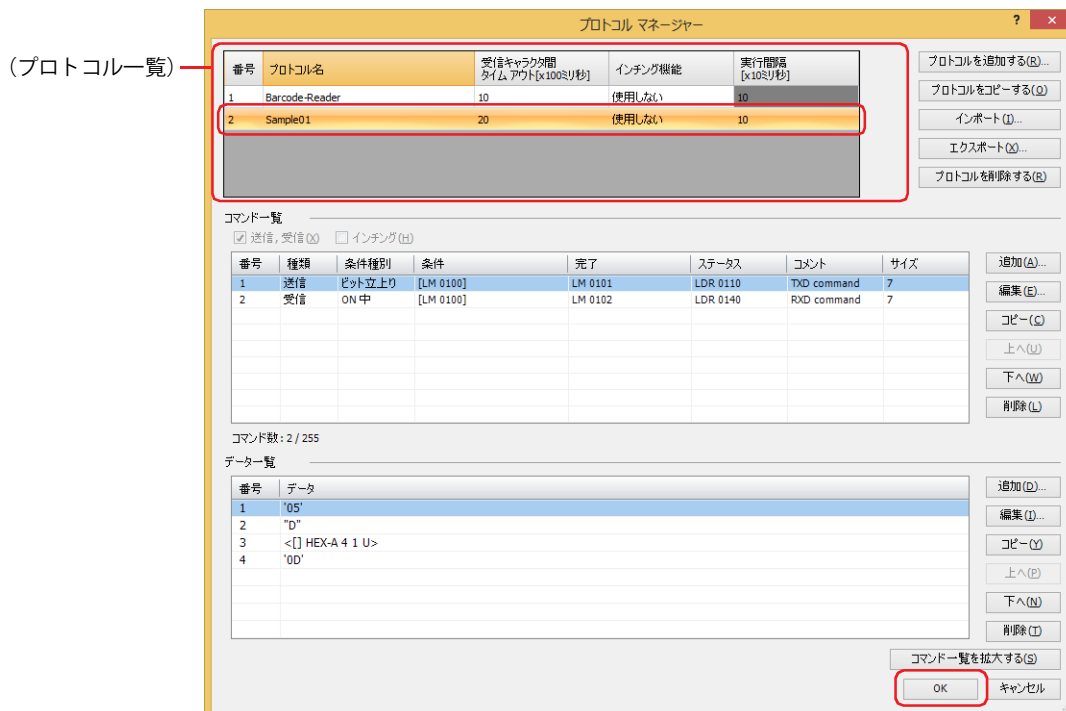 プロトコル マネージャー
? ×
(プロトコル一覧)
番号 プロトコル名 受信キャラクタ間 タイム アウト[x100ミリ秒] インチング機能 実行間隔 [x10ミリ秒]
1 Barcode-Reader 10 使用しない 10
2 Sample01 20 使用しない 10
プロトコルを追加する(R)...
プロトコルをコピーする(O)
インポート(I)...
エクスポート(X)...
プロトコルを削除する(R)
コマンド一覧
送信, 受信(X) インチング(H)
番号 種類 条件種別 条件 完了 ステータス コメント サイズ
1 送信 ビット立上り [LM 0100] LM 0101 LDR 0110 TXD command 7
2 受信 ON 中 [LM 0100] LM 0102 LDR 0140 RXD command 7
追加(A)...
編集(E)...
コピー(C)
上へ(U)
下へ(W)
削除(L)
コマンド数: 2 / 255
データ一覧
番号 データ
1 '05'
2 "D"
3 <[] HEX-A 4 1 U>
4 '0D'
追加(D)...
編集(I)...
コピー(Y)
上へ(P)
下へ(N)
削除(T)
コマンド一覧を拡大する(S)
OK キャンセル